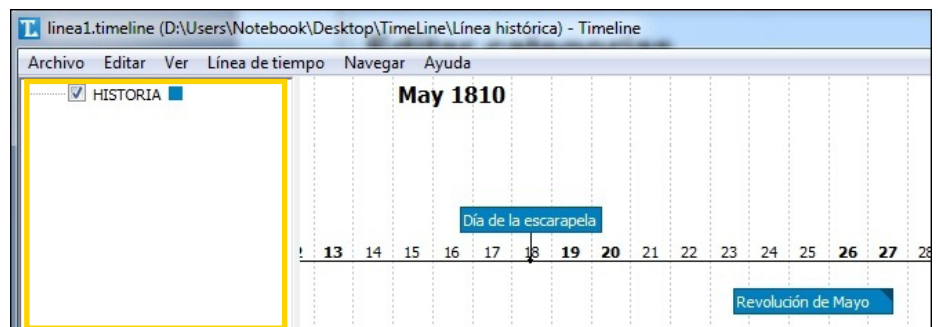 linea1.timeline (D:\Users\Notebook\Desktop\TimeLine\Línea histórica) - Timeline
Archivo Editar Ver Línea de tiempo Navegar Ayuda
HISTORIA
May 1810
Día de la escarapela
13 14 15 16 17 18 19 20 21 22 23 24 25 26 27 28
Revolución de Mayo